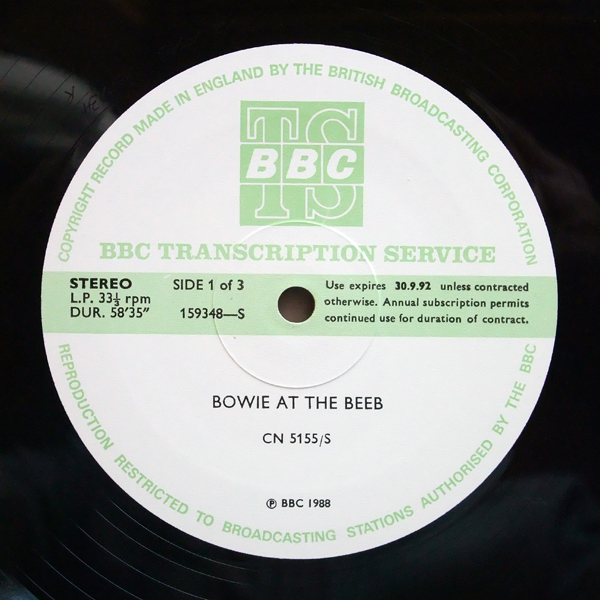 COPYRIGHT RECORD MADE IN ENGLAND BY THE BRITISH BROADCASTING CORPORATION
TS
BBC
BBC TRANSCRIPTION SERVICE
STEREO SIDE 1 of 3
L.P. 33⅓ rpm
DUR. 58'35" 159348—S
Use expires 30.9.92 unless contracted
otherwise. Annual subscription permits
continued use for duration of contract.
BOWIE AT THE BEEB
CN 5155/S
℗ BBC 1988
REPRODUCTION RESTRICTED TO BROADCASTING STATIONS AUTHORISED BY THE BBC